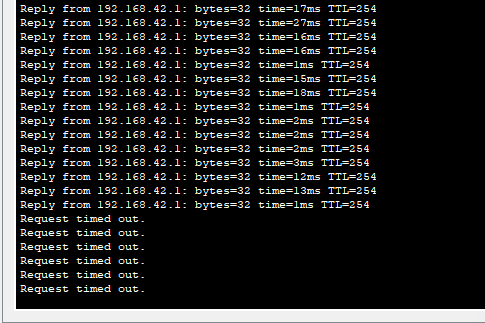 Reply from 192.168.42.1: bytes=32 time=17ms TTL=254
Reply from 192.168.42.1: bytes=32 time=27ms TTL=254
Reply from 192.168.42.1: bytes=32 time=16ms TTL=254
Reply from 192.168.42.1: bytes=32 time=16ms TTL=254
Reply from 192.168.42.1: bytes=32 time=1ms TTL=254
Reply from 192.168.42.1: bytes=32 time=15ms TTL=254
Reply from 192.168.42.1: bytes=32 time=18ms TTL=254
Reply from 192.168.42.1: bytes=32 time=1ms TTL=254
Reply from 192.168.42.1: bytes=32 time=2ms TTL=254
Reply from 192.168.42.1: bytes=32 time=2ms TTL=254
Reply from 192.168.42.1: bytes=32 time=2ms TTL=254
Reply from 192.168.42.1: bytes=32 time=3ms TTL=254
Reply from 192.168.42.1: bytes=32 time=12ms TTL=254
Reply from 192.168.42.1: bytes=32 time=13ms TTL=254
Reply from 192.168.42.1: bytes=32 time=1ms TTL=254
Request timed out.
Request timed out.
Request timed out.
Request timed out.
Request timed out.
Request timed out.